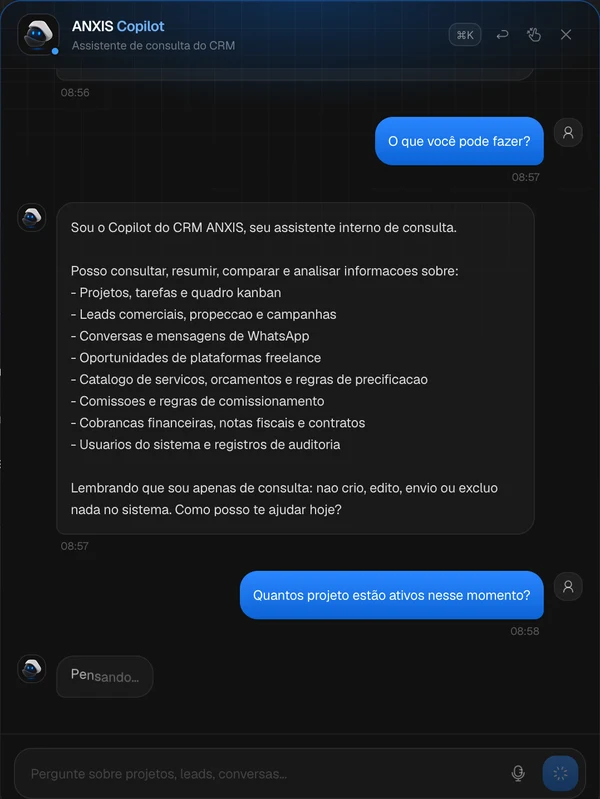 ANXIS Copilot
Assistente de consulta do CRM
⌘K
08:56
O que você pode fazer?
08:57
Sou o Copilot do CRM ANXIS, seu assistente interno de consulta.
Posso consultar, resumir, comparar e analisar informacoes sobre:
- Projetos, tarefas e quadro kanban
- Leads comerciais, propeccao e campanhas
- Conversas e mensagens de WhatsApp
- Oportunidades de plataformas freelance
- Catalogo de servicos, orcamentos e regras de precificacao
- Comissoes e regras de comissionamento
- Cobrancas financeiras, notas fiscais e contratos
- Usuarios do sistema e registros de auditoria
Lembrando que sou apenas de consulta: nao crio, edito, envio ou excluo
nada no sistema. Como posso te ajudar hoje?
08:57
Quantos projeto estão ativos nesse momento?
08:58
Pensando...
Pergunte sobre projetos, leads, conversas...